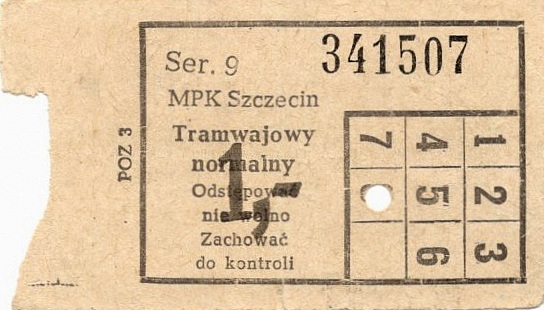 Ser. 9 341507
MPK Szczecin
Tramwajowy
normalny
1,-
Odstępować
nie wolno
Zachować
do kontroli
POZ 3
7 4 1
5 2
6 3